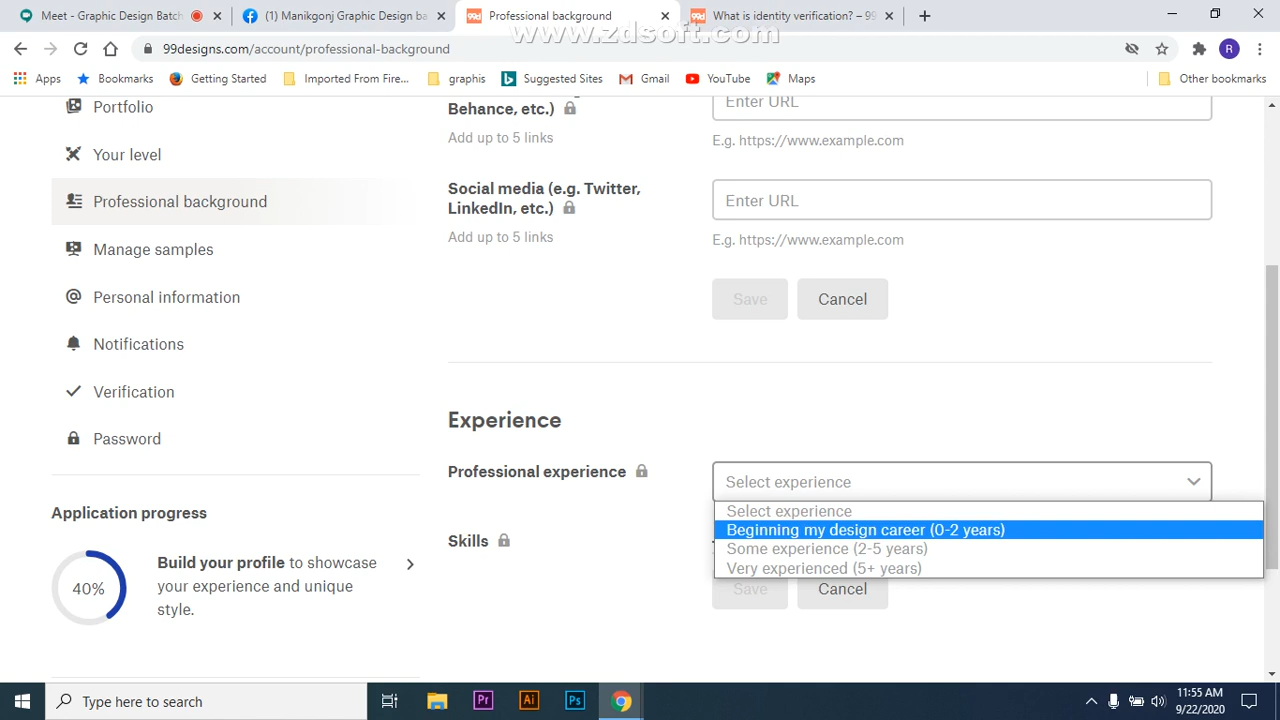 Meet - Graphic Design Batch
(1) Manikgonj Graphic Design b
Professional background
What is identity verification? – 99
99designs.com/account/professional-background
www.zdsoft.com
R
Apps
Bookmarks
Getting Started
Imported From Fire...
graphis
Suggested Sites
Gmail
YouTube
Maps
Other bookmarks
Portfolio
Your level
Professional background
Manage samples
Personal information
Notifications
Verification
Password
Application progress
40%
Build your profile to showcase
your experience and unique
style.
Behance, etc.)
Add up to 5 links
Enter URL
E.g. https://www.example.com
Social media (e.g. Twitter,
LinkedIn, etc.)
Add up to 5 links
Enter URL
E.g. https://www.example.com
Save
Cancel
Experience
Professional experience
Select experience
Select experience
Beginning my design career (0-2 years)
Some experience (2-5 years)
Very experienced (5+ years)
Skills
Save
Cancel
Type here to search
Pr
Ai
Ps
11:55 AM
9/22/2020